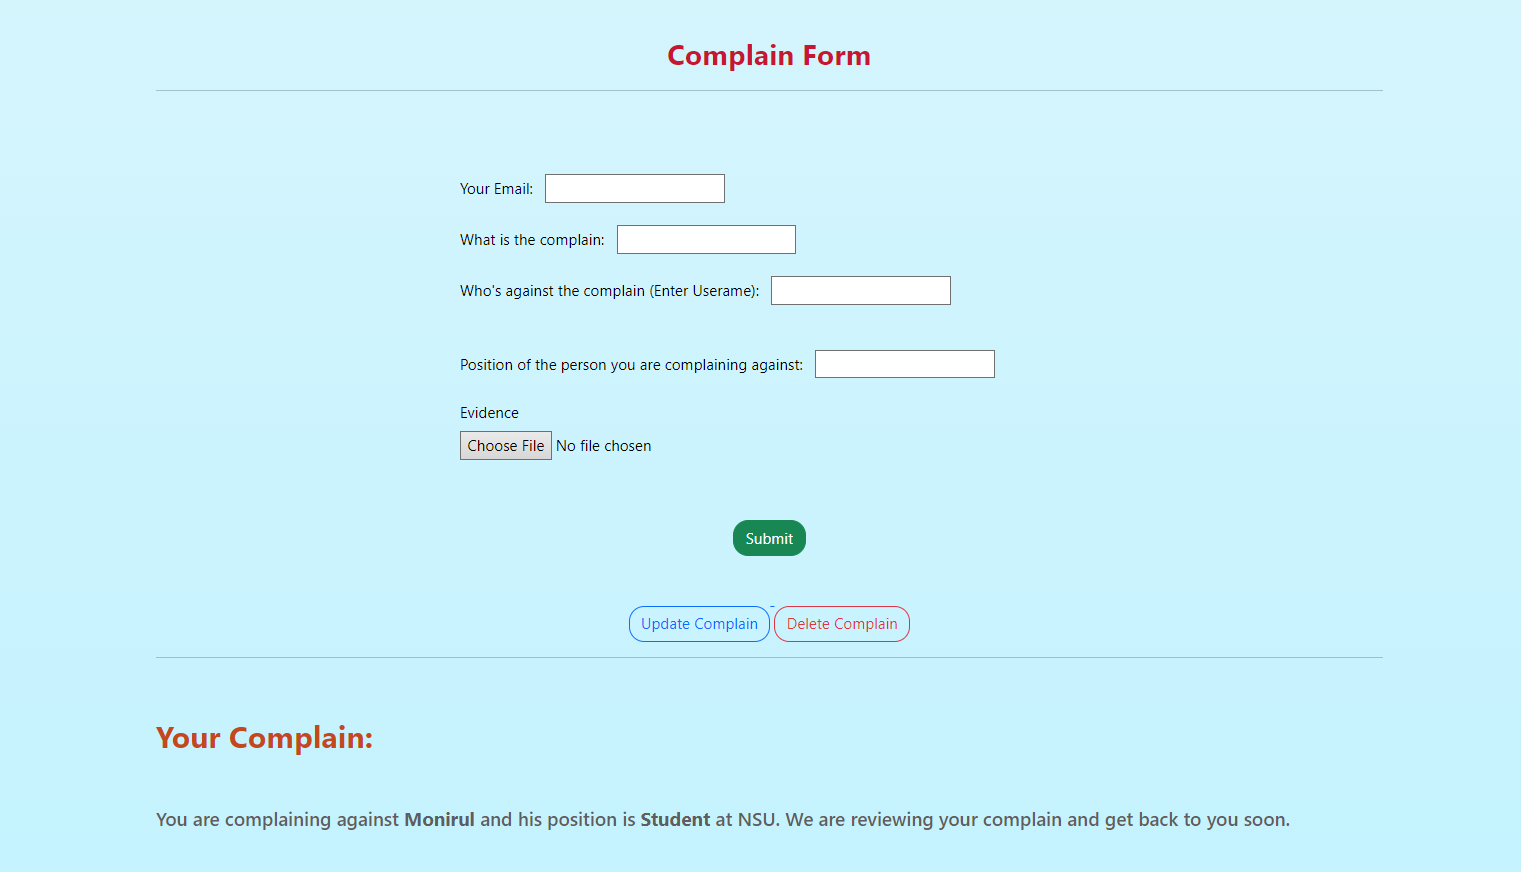 Complain Form
Your Email:
What is the complain:
Who's against the complain (Enter Userame):
Position of the person you are complaining against:
Evidence
Choose File No file chosen
Submit
Update Complain Delete Complain
Your Complain:
You are complaining against Monirul and his position is Student at NSU. We are reviewing your complain and get back to you soon.